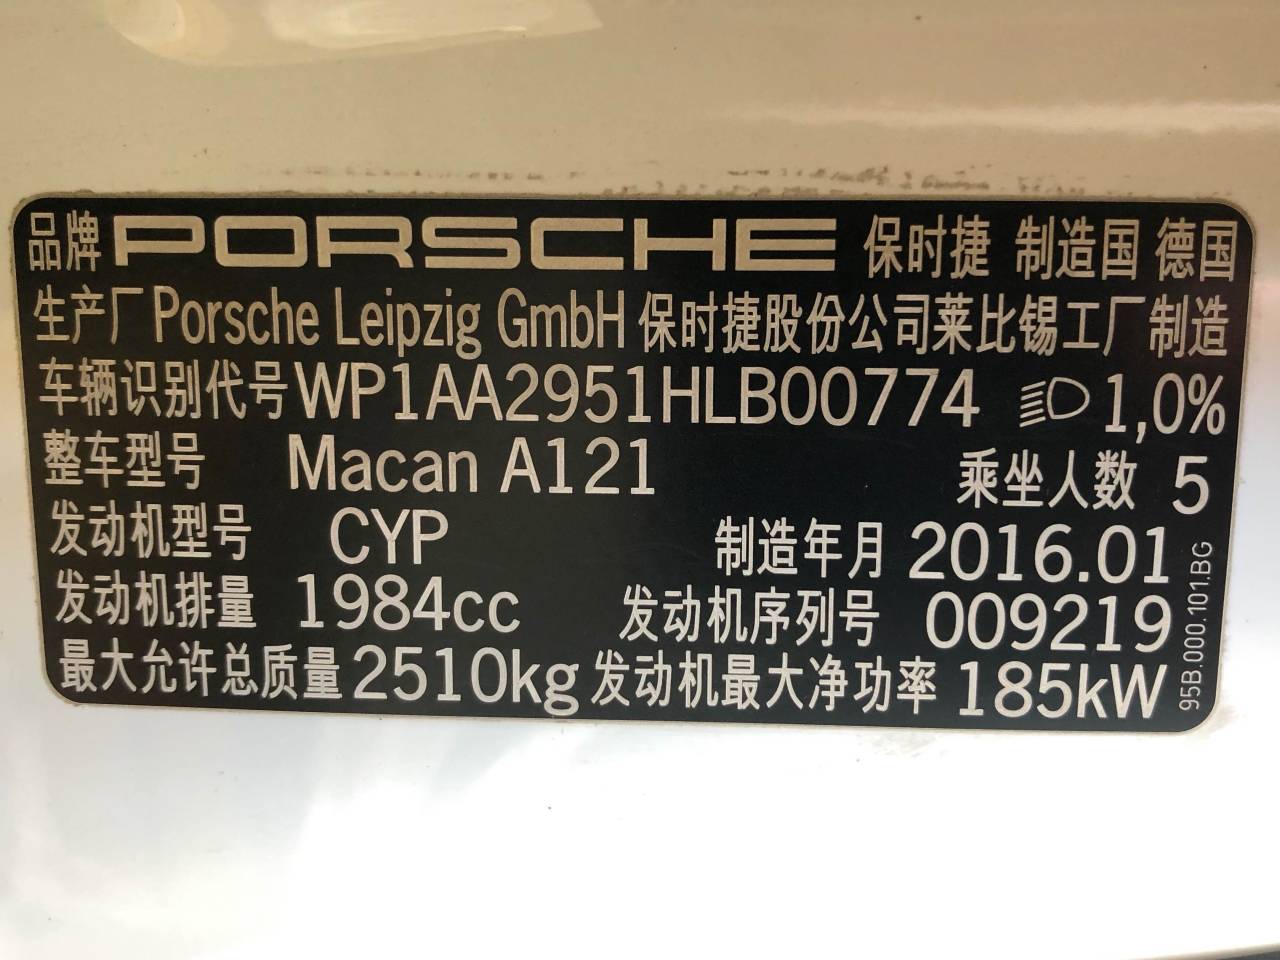 品牌 PORSCHE 保时捷 制造国 德国
生产厂 Porsche Leipzig GmbH 保时捷股份公司莱比锡工厂 制造
车辆识别代号 WP1AA2951HLB00774 1,0%
整车型号 Macan A121 乘坐人数 5
发动机型号 CYP 制造年月 2016.01
发动机排量 1984cc 发动机序列号 009219
最大允许总质量 2510kg 发动机最大净功率 185kW
95B.000.101.BG